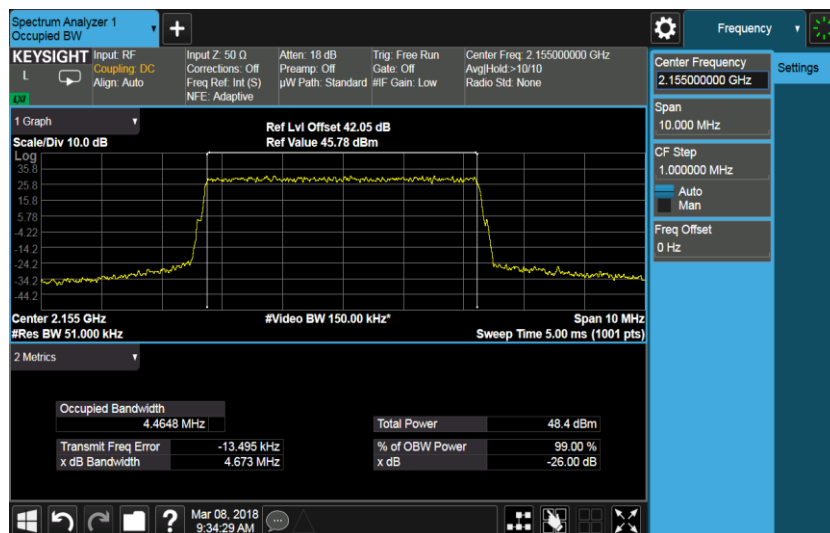 Spectrum Analyzer 1
Occupied BW
+
Frequency
KEYSIGHT
L
LXI
Input: RF
Coupling: DC
Align: Auto
Input Z: 50 Ω
Corrections: Off
Freq Ref: Int (S)
NFE: Adaptive
Atten: 18 dB
Preamp: Off
µW Path: Standard
Trig: Free Run
Gate: Off
#IF Gain: Low
Center Freq: 2.155000000 GHz
Avg|Hold:>10/10
Radio Std: None
Center Frequency
2.155000000 GHz
Settings
Span
10.000 MHz
CF Step
1.000000 MHz
Auto
Man
Freq Offset
0 Hz
1 Graph
Scale/Div 10.0 dB
Ref Lvl Offset 42.05 dB
Ref Value 45.78 dBm
Log
35.8
25.8
15.8
5.78
-4.22
-14.2
-24.2
-34.2
-44.2
Center 2.155 GHz
#Video BW 150.00 kHz*
Span 10 MHz
#Res BW 51.000 kHz
Sweep Time 5.00 ms (1001 pts)
2 Metrics
Occupied Bandwidth
4.4648 MHz
Total Power 48.4 dBm
Transmit Freq Error -13.495 kHz
% of OBW Power 99.00 %
x dB Bandwidth 4.673 MHz
x dB -26.00 dB
?
Mar 08, 2018
9:34:29 AM